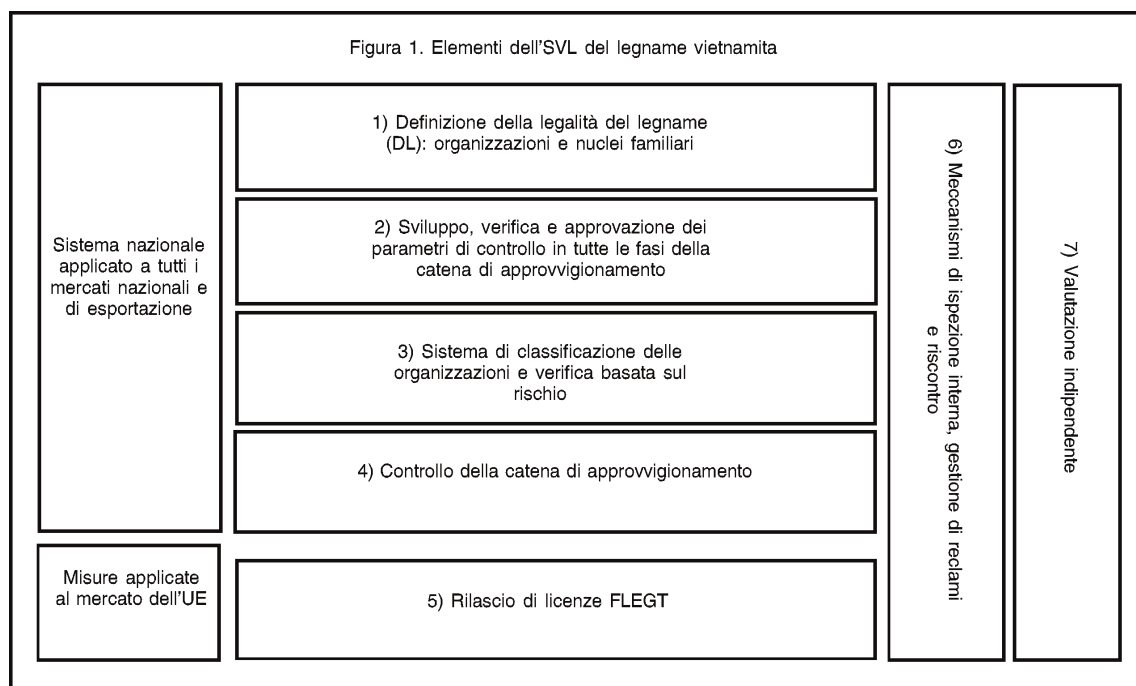 Figura 1. Elementi dell'SVL del legname vietnamita
Sistema nazionale
applicato a tutti i
mercati nazionali e
di esportazione
1) Definizione della legalità del legname
(DL): organizzazioni e nuclei familiari
2) Sviluppo, verifica e approvazione dei
parametri di controllo in tutte le fasi della
catena di approvvigionamento
3) Sistema di classificazione delle
organizzazioni e verifica basata sul
rischio
4) Controllo della catena di approvvigionamento
Misure applicate
al mercato dell'UE
5) Rilascio di licenze FLEGT
6) Meccanismi di ispezione interna, gestione di reclami
e riscontro
7) Valutazione indipendente